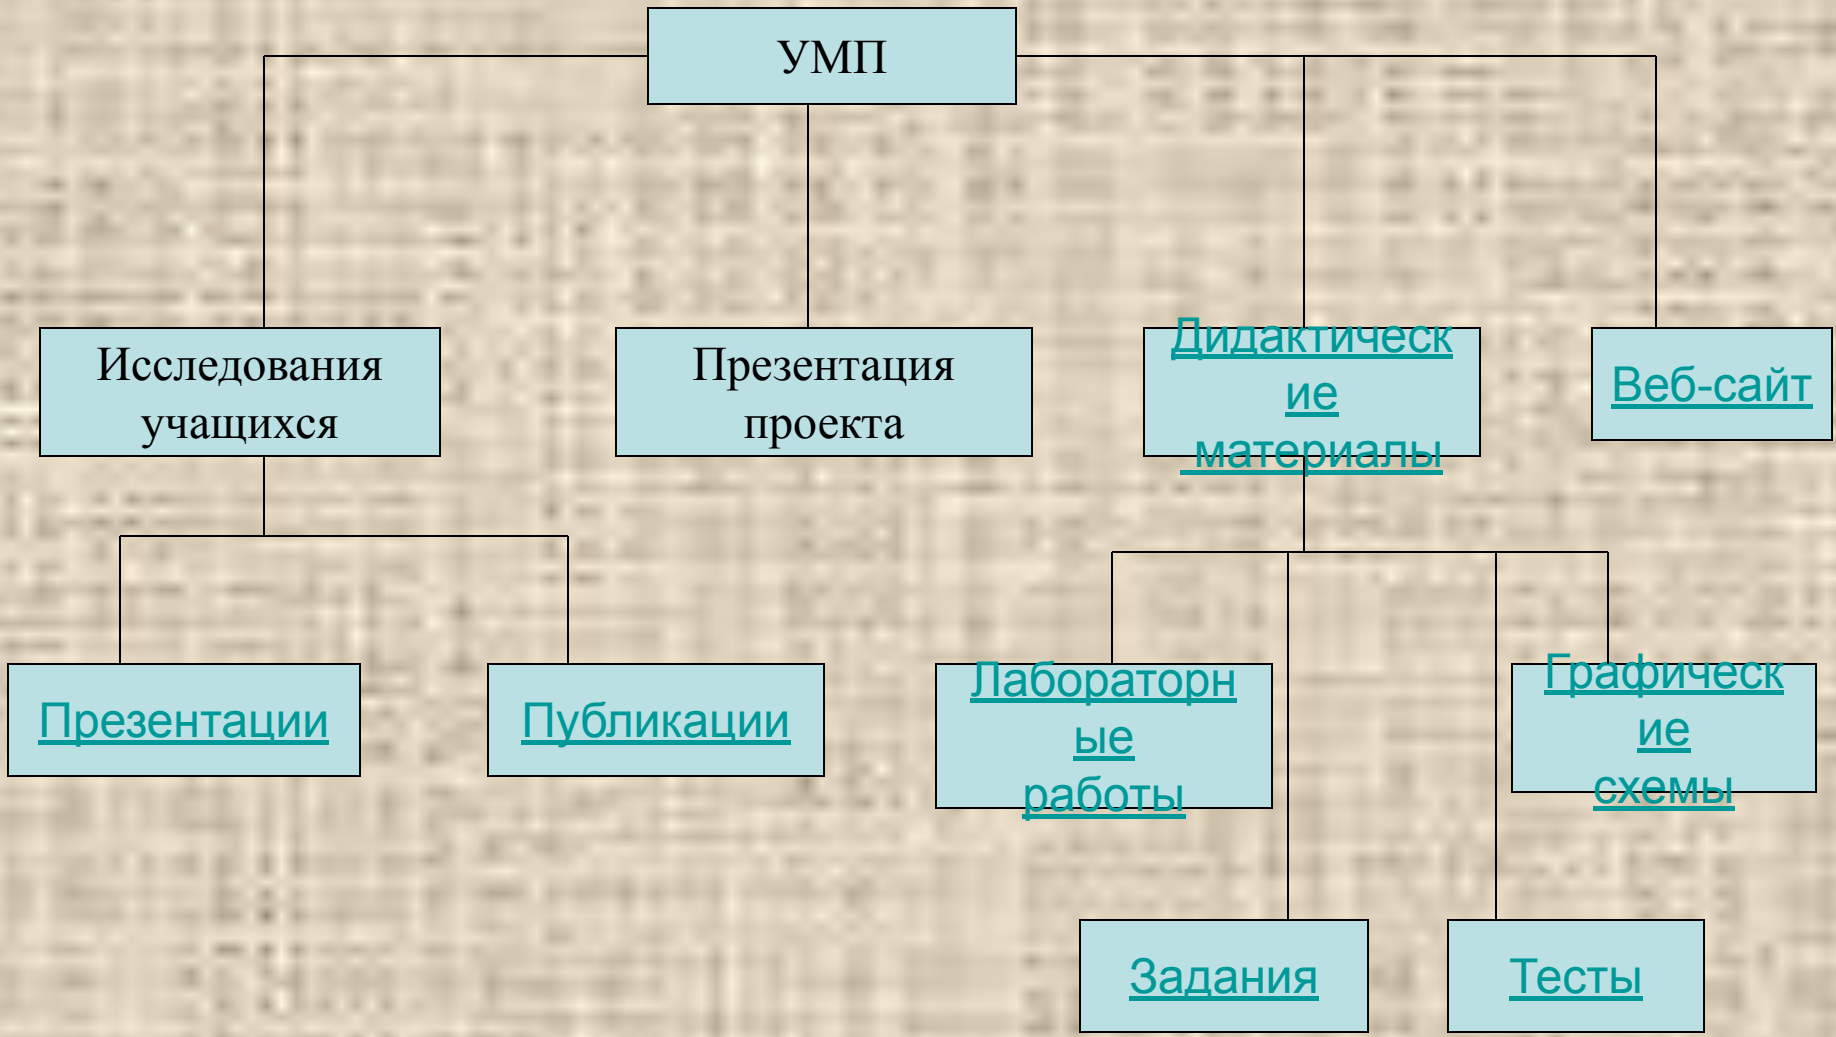 УМП
Исследования
учащихся
Презентация
проекта
Дидактическ
ие
материалы
Веб-сайт
Презентации
Публикации
Лабораторн
ые
работы
Графическ
ие
схемы
Задания
Тесты